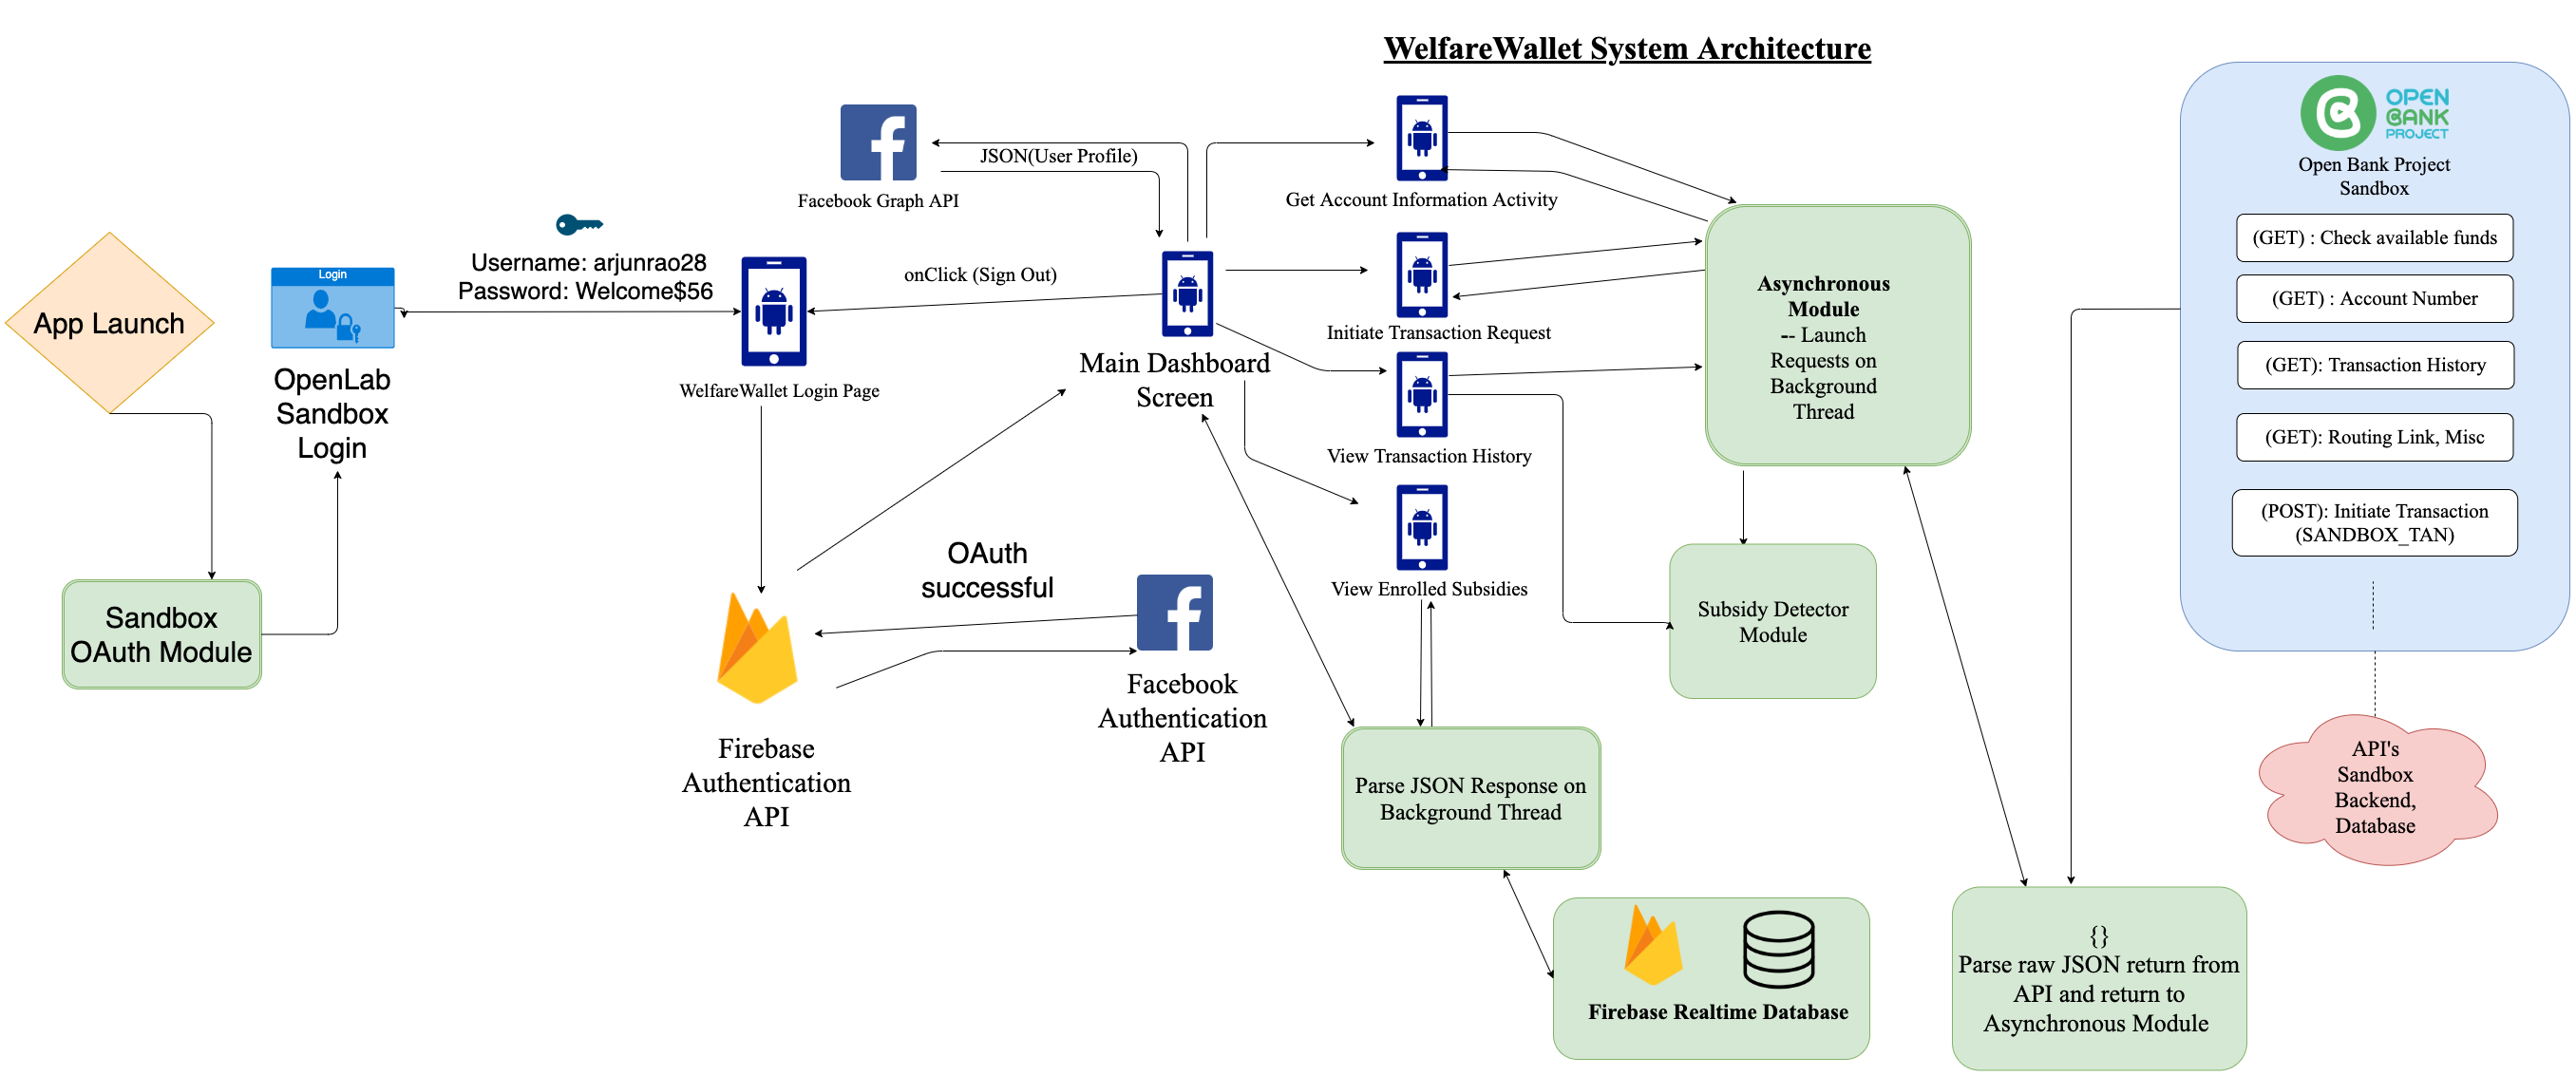 WelfareWallet System Architecture
App Launch
Sandbox
OAuth Module
Login
OpenLab
Sandbox
Login
Username: arjunrao28
Password: Welcome$56
WelfareWallet Login Page
Facebook Graph API
JSON(User Profile)
onClick (Sign Out)
Main Dashboard
Screen
OAuth
successful
Firebase
Authentication
API
Facebook
Authentication
API
Get Account Information Activity
Initiate Transaction Request
View Transaction History
View Enrolled Subsidies
Asynchronous
Module
-- Launch
Requests on
Background
Thread
Subsidy Detector
Module
Parse JSON Response on
Background Thread
Firebase Realtime Database
OPEN
BANK
PROJECT
Open Bank Project
Sandbox
(GET) : Check available funds
(GET) : Account Number
(GET): Transaction History
(GET): Routing Link, Misc
(POST): Initiate Transaction
(SANDBOX_TAN)
API's
Sandbox
Backend,
Database
{}
Parse raw JSON return from
API and return to
Asynchronous Module